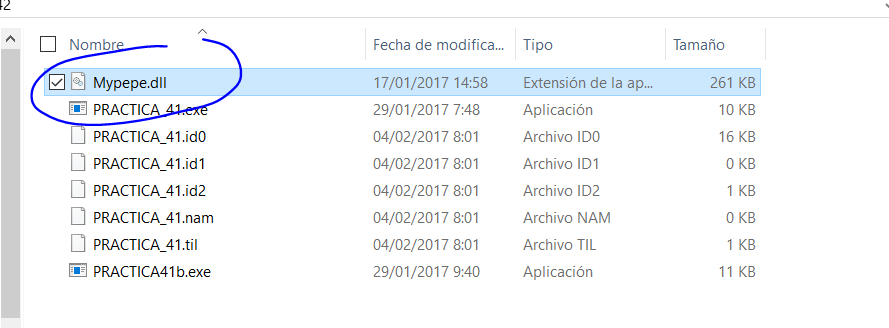 42
Nombre Fecha de modifica... Tipo Tamaño
Mypepe.dll 17/01/2017 14:58 Extensión de la ap... 261 KB
PRACTICA_41.exe 29/01/2017 7:48 Aplicación 10 KB
PRACTICA_41.id0 04/02/2017 8:01 Archivo ID0 16 KB
PRACTICA_41.id1 04/02/2017 8:01 Archivo ID1 0 KB
PRACTICA_41.id2 04/02/2017 8:01 Archivo ID2 1 KB
PRACTICA_41.nam 04/02/2017 8:01 Archivo NAM 0 KB
PRACTICA_41.til 04/02/2017 8:01 Archivo TIL 1 KB
PRACTICA41b.exe 29/01/2017 9:40 Aplicación 11 KB